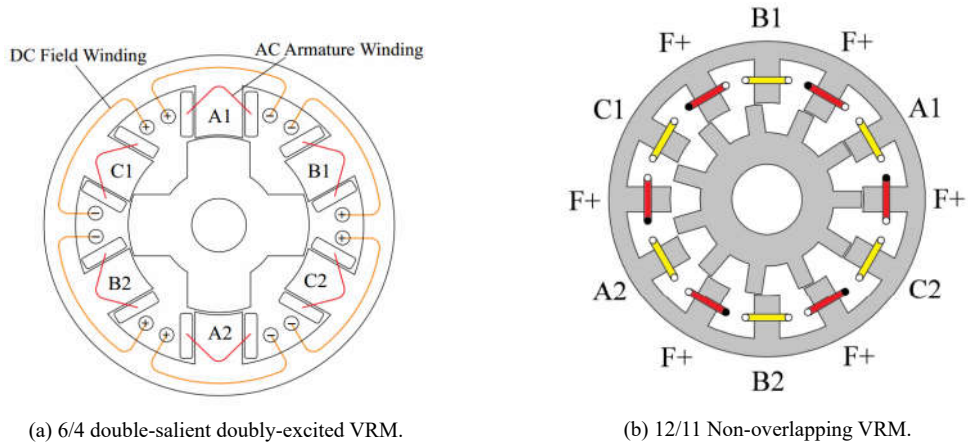 DC Field Winding
AC Armature Winding
A1
C1
B1
B2
C2
A2
+ + − −
+ + − −
− − + +
+ + − −
(a) 6/4 double-salient doubly-excited VRM.
B1
F+
F+
C1
A1
F+
F+
A2
C2
F+
F+
B2
(b) 12/11 Non-overlapping VRM.